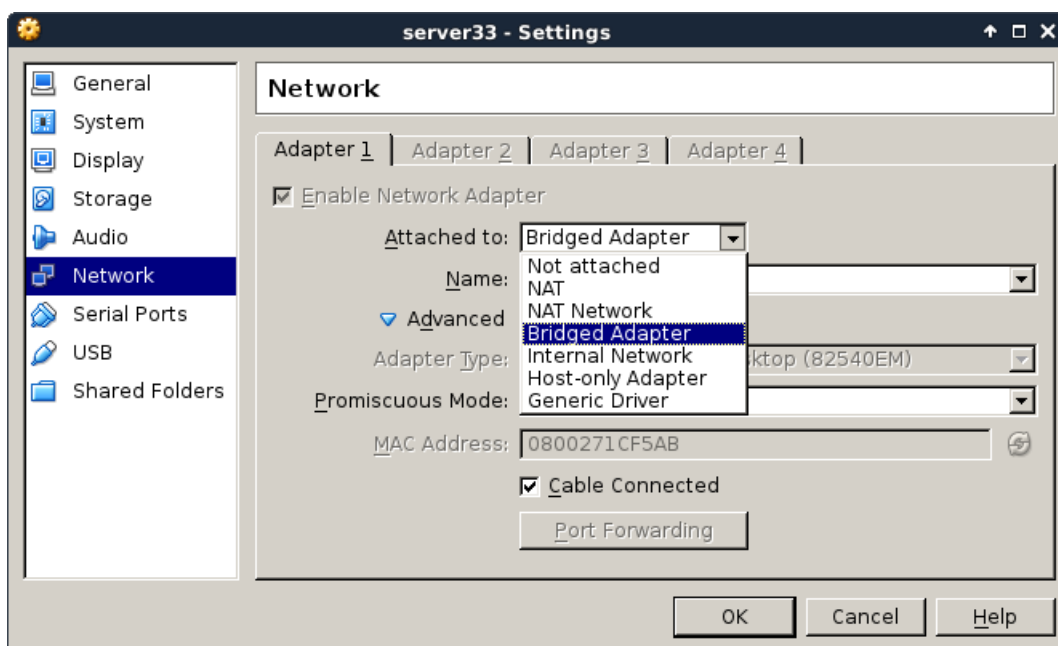 server33 - Settings
General
System
Display
Storage
Audio
Network
Serial Ports
USB
Shared Folders
Network
Adapter 1 Adapter 2 Adapter 3 Adapter 4
Enable Network Adapter
Attached to: Bridged Adapter
Not attached
NAT
NAT Network
Bridged Adapter
Internal Network
Host-only Adapter
Generic Driver
Name:
Advanced
Adapter Type: (82540EM)
Promiscuous Mode:
MAC Address: 0800271CF5AB
Cable Connected
Port Forwarding
OK Cancel Help